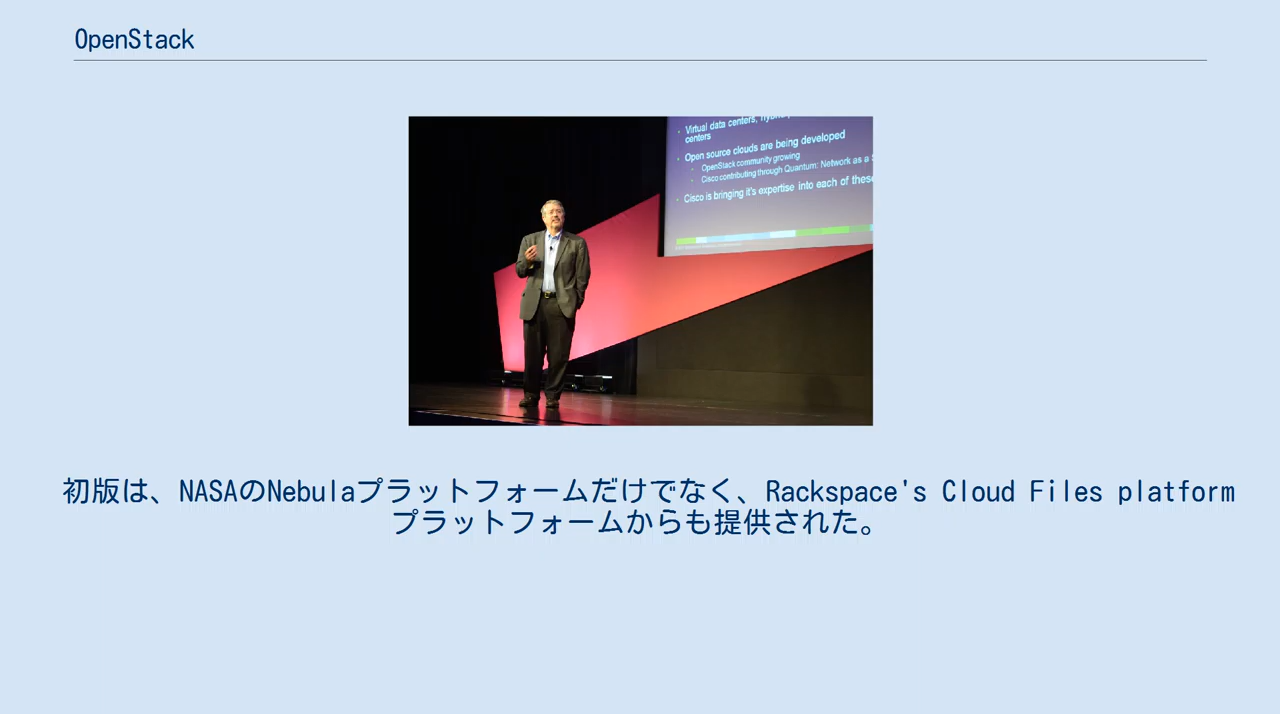 OpenStack
Virtual data centers,
centers
Open source clouds are being developed
OpenStack community growing
Cisco contributing through Quantum: Network as a
Cisco is bringing it's expertise into each of these
初版は、NASAのNebulaプラットフォームだけでなく、Rackspace's Cloud Files platform
プラットフォームからも提供された。